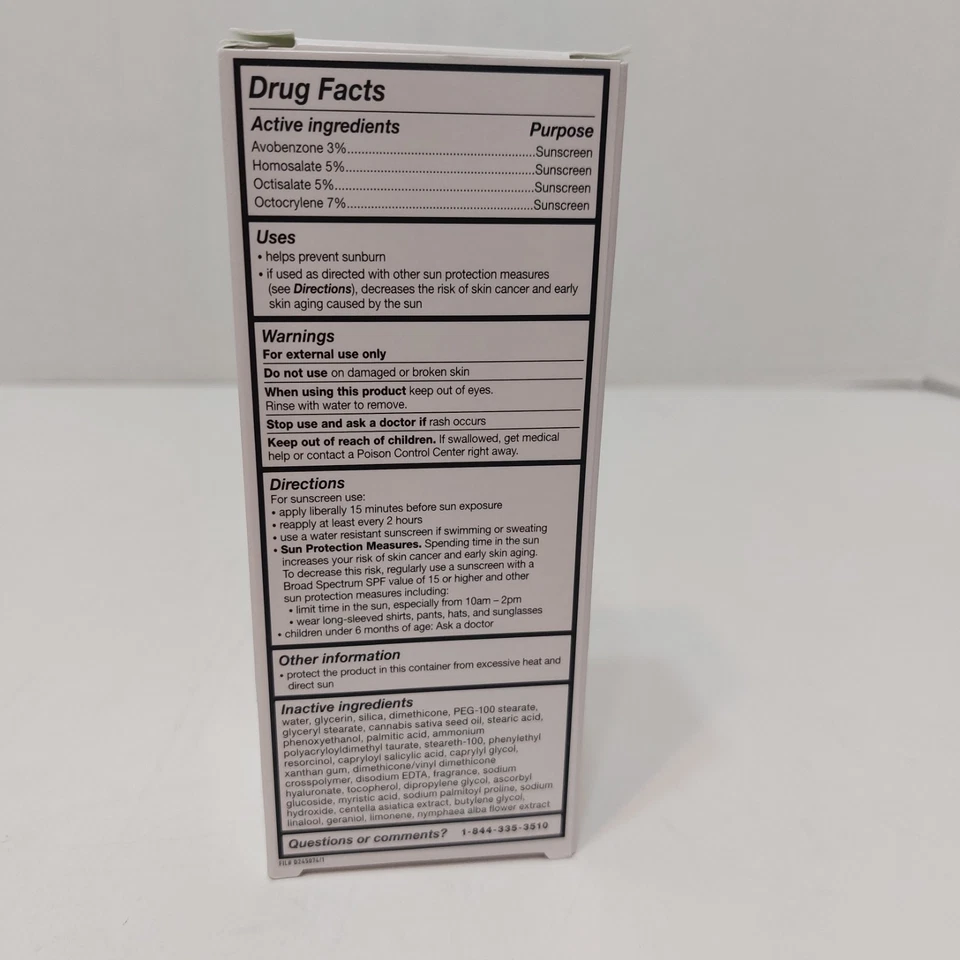 Drug Facts
Active ingredients Purpose
Avobenzone 3%..........Sunscreen
Homosalate 5%..........Sunscreen
Octisalate 5%..........Sunscreen
Octocrylene 7%..........Sunscreen
Uses
• helps prevent sunburn
• if used as directed with other sun protection measures
(see Directions), decreases the risk of skin cancer and early
skin aging caused by the sun
Warnings
For external use only
Do not use on damaged or broken skin
When using this product keep out of eyes.
Rinse with water to remove.
Stop use and ask a doctor if rash occurs
Keep out of reach of children. If swallowed, get medical
help or contact a Poison Control Center right away.
Directions
For sunscreen use:
• apply liberally 15 minutes before sun exposure
• reapply at least every 2 hours
• use a water resistant sunscreen if swimming or sweating
• Sun Protection Measures. Spending time in the sun
increases your risk of skin cancer and early skin aging.
To decrease this risk, regularly use a sunscreen with a
Broad Spectrum SPF value of 15 or higher and other
sun protection measures including:
• limit time in the sun, especially from 10am – 2pm
• wear long-sleeved shirts, pants, hats, and sunglasses
• children under 6 months of age: Ask a doctor
Other information
• protect the product in this container from excessive heat and
direct sun
Inactive ingredients
water, glycerin, silica, dimethicone, PEG-100 stearate,
glyceryl stearate, cannabis sativa seed oil, stearic acid,
phenoxyethanol, palmitic acid, ammonium
polyacryloyldimethyl taurate, steareth-100, phenylethyl
resorcinol, capryloyl salicylic acid, caprylyl glycol,
xanthan gum, dimethicone/vinyl dimethicone
crosspolymer, disodium EDTA, fragrance, sodium
hyaluronate, tocopherol, dipropylene glycol, ascorbyl
glucoside, myristic acid, sodium palmitoyl proline, sodium
hydroxide, centella asiatica extract, butylene glycol,
linalool, geraniol, limonene, nymphaea alba flower extract
Questions or comments? 1-844-335-3510